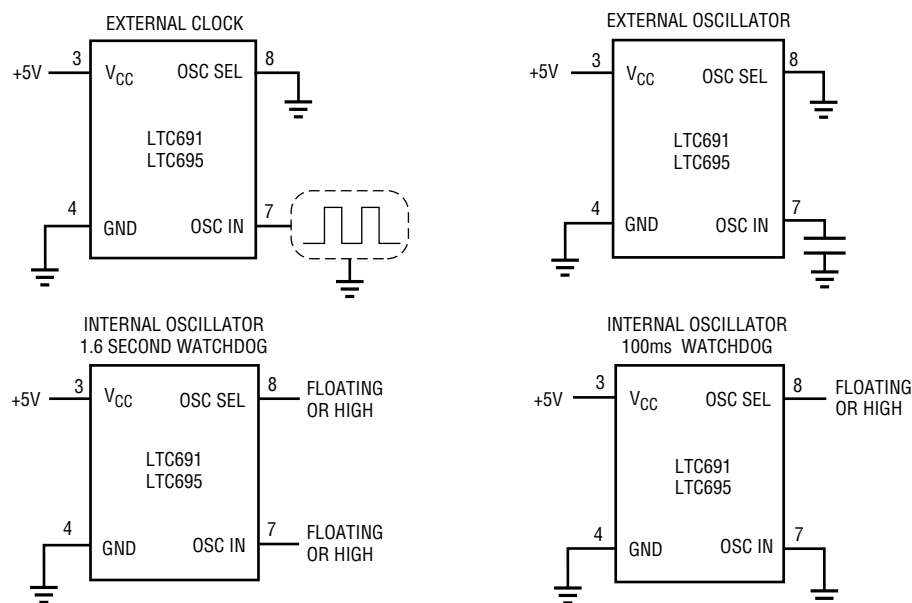 EXTERNAL CLOCK
+5V
3
VCC
OSC SEL
8
LTC691
LTC695
4
GND
OSC IN
7
EXTERNAL OSCILLATOR
+5V
3
VCC
OSC SEL
8
LTC691
LTC695
4
GND
OSC IN
7
INTERNAL OSCILLATOR
1.6 SECOND WATCHDOG
+5V
3
VCC
OSC SEL
8
FLOATING
OR HIGH
LTC691
LTC695
4
GND
OSC IN
7
FLOATING
OR HIGH
INTERNAL OSCILLATOR
100ms WATCHDOG
+5V
3
VCC
OSC SEL
8
FLOATING
OR HIGH
LTC691
LTC695
4
GND
OSC IN
7